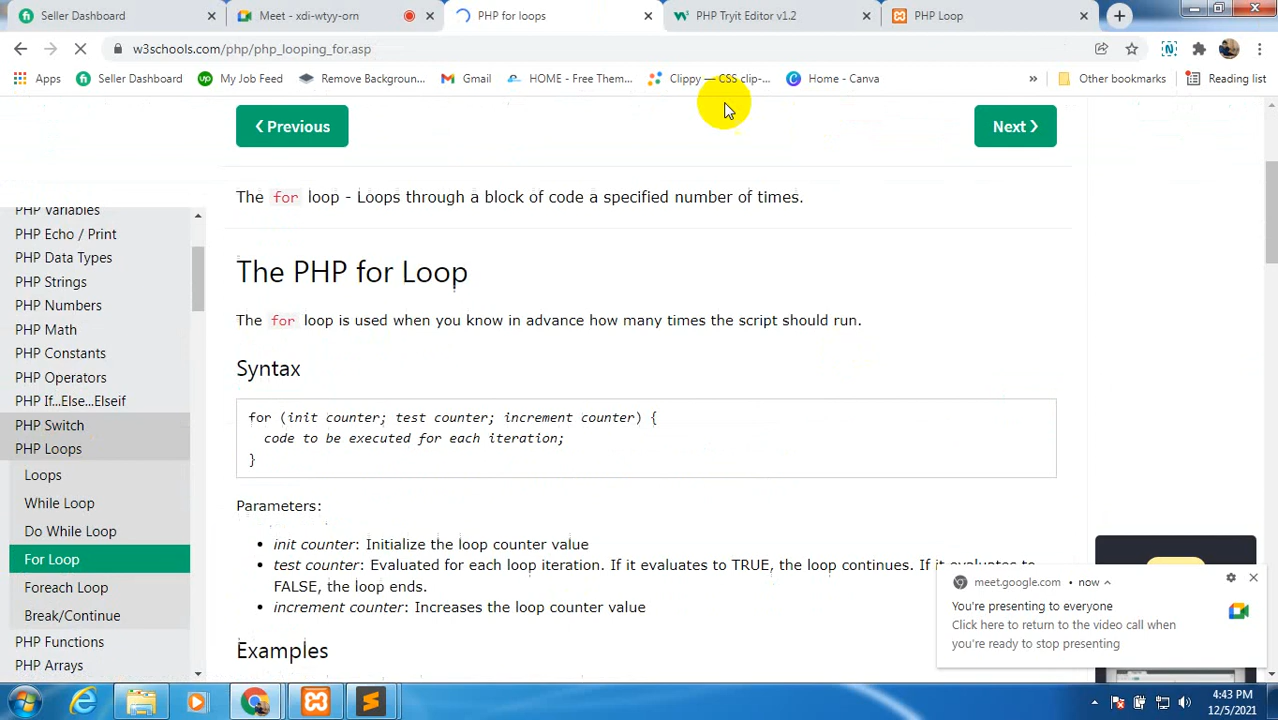 Seller Dashboard
Meet - xdi-wtyy-orn
PHP for loops
PHP Tryit Editor v1.2
PHP Loop
w3schools.com/php/php_looping_for.asp
Apps
Seller Dashboard
My Job Feed
Remove Backgroun...
Gmail
HOME - Free Them...
Clippy — CSS clip-...
Home - Canva
»
Other bookmarks
Reading list
❮ Previous
Next ❯
The for loop - Loops through a block of code a specified number of times.
PHP Variables
PHP Echo / Print
PHP Data Types
PHP Strings
PHP Numbers
PHP Math
PHP Constants
PHP Operators
PHP If...Else...Elseif
PHP Switch
PHP Loops
Loops
While Loop
Do While Loop
For Loop
Foreach Loop
Break/Continue
PHP Functions
PHP Arrays
The PHP for Loop
The for loop is used when you know in advance how many times the script should run.
Syntax
for (init counter; test counter; increment counter) {
code to be executed for each iteration;
}
Parameters:
• init counter: Initialize the loop counter value
• test counter: Evaluated for each loop iteration. If it evaluates to TRUE, the loop continues. If it evaluates to
FALSE, the loop ends.
• increment counter: Increases the loop counter value
Examples
meet.google.com • now
You're presenting to everyone
Click here to return to the video call when
you're ready to stop presenting
4:43 PM
12/5/2021